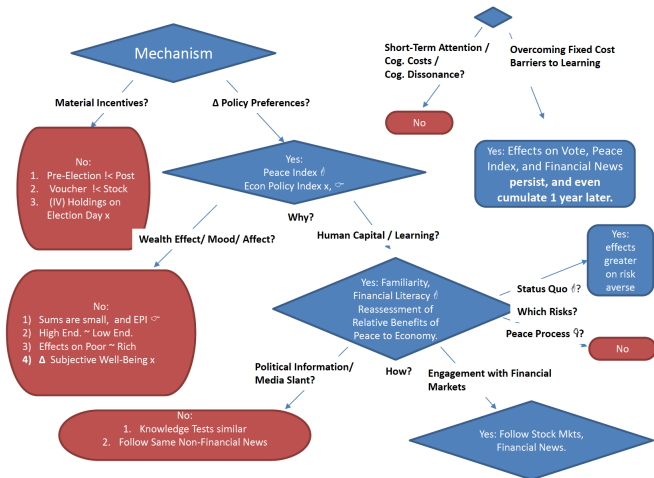 Mechanism
Short-Term Attention /
Cog. Costs /
Cog. Dissonance?
Overcoming Fixed Cost
Barriers to Learning
Material Incentives?
Δ Policy Preferences?
No
No:
1. Pre-Election !< Post
2. Voucher !< Stock
3. (IV) Holdings on
Election Day x
Yes:
Peace Index
Econ Policy Index x,
Yes: Effects on Vote, Peace
Index, and Financial News
persist, and even
cumulate 1 year later.
Why?
Wealth Effect/ Mood/ Affect?
Human Capital / Learning?
Yes:
effects
greater
on risk
averse
No:
1) Sums are small, and EPI
2) High End. ~ Low End.
3) Effects on Poor ~ Rich
4) Δ Subjective Well-Being x
Yes: Familiarity,
Financial Literacy
Reassessment of
Relative Benefits of
Peace to Economy.
Status Quo ?
Which Risks?
Peace Process ?
No
Political Information/
Media Slant?
How?
Engagement with Financial
Markets
No:
1. Knowledge Tests similar
2. Follow Same Non-Financial News
Yes: Follow Stock Mkts,
Financial News.